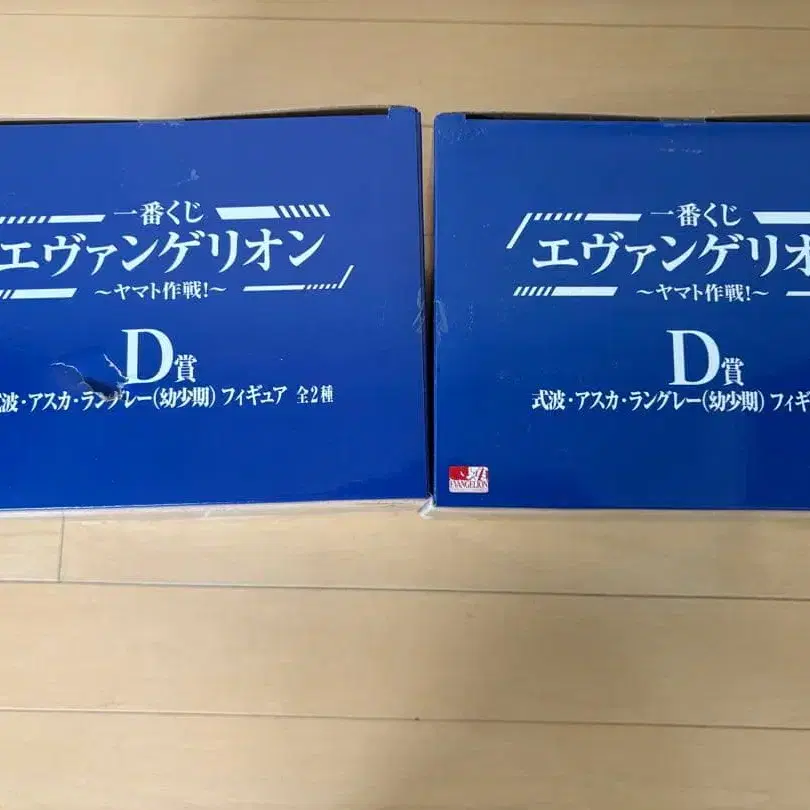 一番くじ
エヴァンゲリオン
～ヤマト作戦!～
D賞
式波・アスカ・ラングレー(幼少期) フィギュア 全2種
一番くじ
エヴァンゲリオ
～ヤマト作戦!～
D賞
式波・アスカ・ラングレー(幼少期) フィギ
EVANGELION